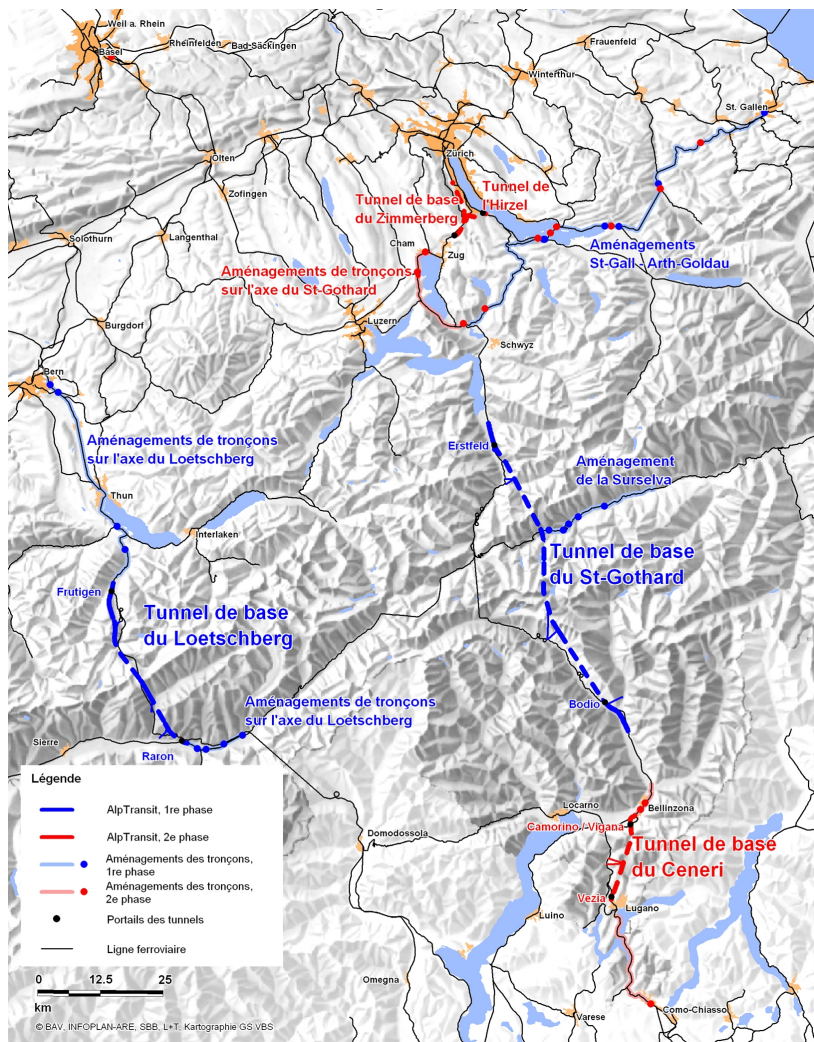 Weil a. Rhein
Rheinfelden
Bad-Säckingen
Basel
Frauenfeld
Winterthur
St. Gallen
Olten
Zürich
Zofingen
Tunnel de base
du Zimmerberg
Tunnel de
l'Hirzel
Solothurn
Langenthal
Cham
Zug
Aménagements
St-Gall - Arth-Goldau
Aménagements de tronçons
sur l'axe du St-Gothard
Burgdorf
Luzern
Schwyz
Bern
Aménagements de tronçons
sur l'axe du Loetschberg
Erstfeld
Aménagement
de la Surselva
Thun
Interlaken
Tunnel de base
du St-Gothard
Frutigen
Tunnel de base
du Loetschberg
Aménagements de tronçons
sur l'axe du Loetschberg
Bodio
Sierre
Raron
Légende
AlpTransit, 1re phase
AlpTransit, 2e phase
Aménagements des tronçons,
1re phase
Aménagements des tronçons,
2e phase
Portails des tunnels
Ligne ferroviaire
Locarno
Bellinzona
Domodossola
Camorino / Vigana
Tunnel de base
du Ceneri
Vezia
Lugano
Luino
Omegna
Varese
Como-Chiasso
0 12.5 25
km
© BAV, INFOPLAN-ARE, SBB, L+T, Kartographie GS VBS